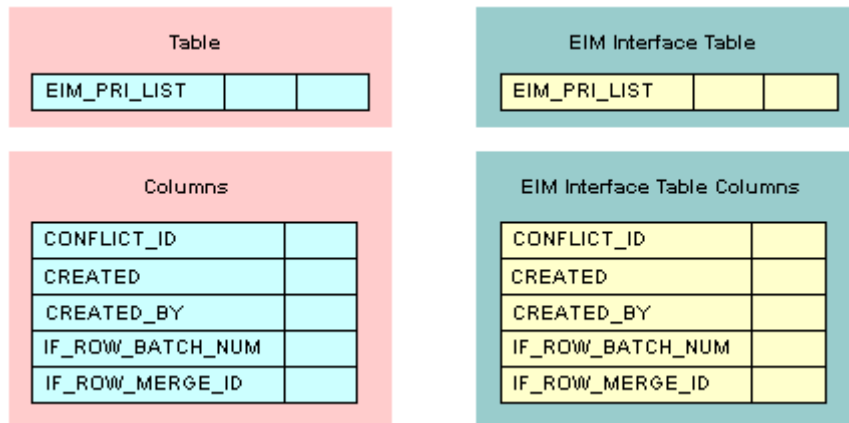 Table
EIM_PRI_LIST
EIM Interface Table
EIM_PRI_LIST
Columns
CONFLICT_ID
CREATED
CREATED_BY
IF_ROW_BATCH_NUM
IF_ROW_MERGE_ID
EIM Interface Table Columns
CONFLICT_ID
CREATED
CREATED_BY
IF_ROW_BATCH_NUM
IF_ROW_MERGE_ID